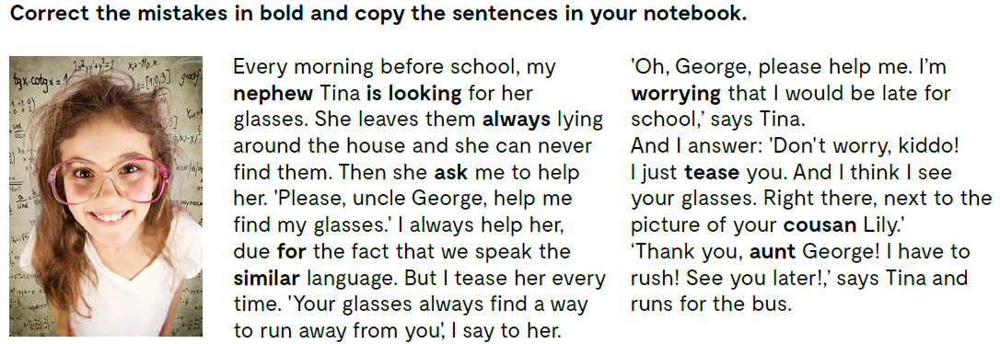 Correct the mistakes in bold and copy the sentences in your notebook.
Every morning before school, my
nephew Tina is looking for her
glasses. She leaves them always lying
around the house and she can never
find them. Then she ask me to help
her. 'Please, uncle George, help me
find my glasses.' I always help her,
due for the fact that we speak the
similar language. But I tease her every
time. 'Your glasses always find a way
to run away from you', I say to her.
'Oh, George, please help me. I’m
worrying that I would be late for
school,’ says Tina.
And I answer: 'Don't worry, kiddo!
I just tease you. And I think I see
your glasses. Right there, next to the
picture of your cousan Lily.'
‘Thank you, aunt George! I have to
rush! See you later!,’ says Tina and
runs for the bus.